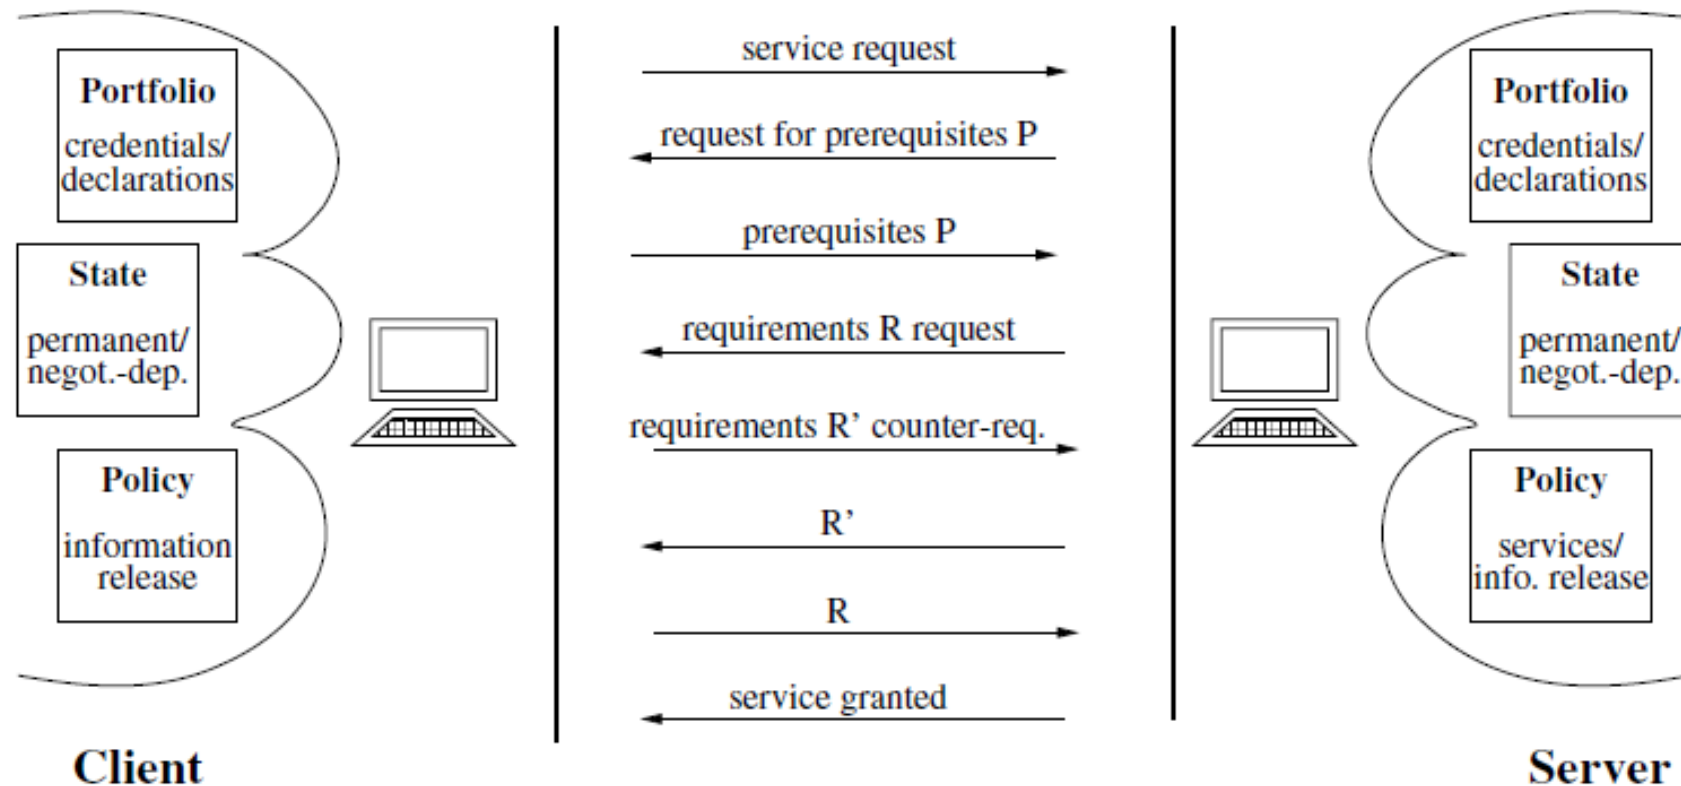 Portfolio
credentials/
declarations
State
permanent/
negot.-dep.
Policy
information
release
Client
service request
request for prerequisites P
prerequisites P
requirements R request
requirements R’ counter-req.
R’
R
service granted
Portfolio
credentials/
declarations
State
permanent/
negot.-dep.
Policy
services/
info. release
Server